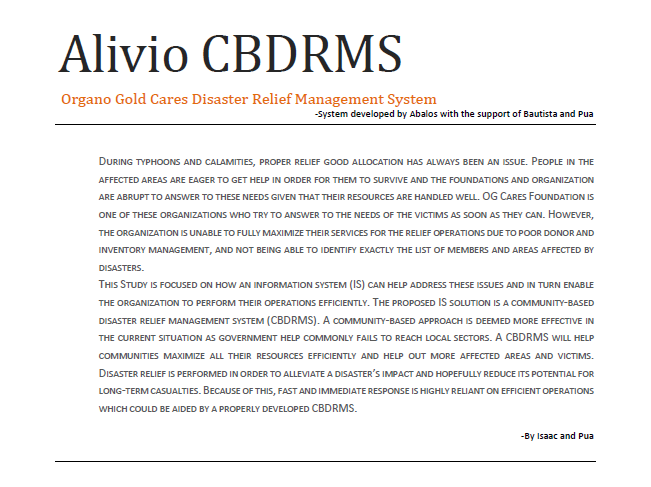 Alivio CBDRMS
Organo Gold Cares Disaster Relief Management System
-System developed by Abalos with the support of Bautista and Pua
During typhoons and calamities, proper relief good allocation has always been an issue. People in the
affected areas are eager to get help in order for them to survive and the foundations and organization
are abrupt to answer to these needs given that their resources are handled well. OG Cares Foundation is
one of these organizations who try to answer to the needs of the victims as soon as they can. However,
the organization is unable to fully maximize their services for the relief operations due to poor donor and
inventory management, and not being able to identify exactly the list of members and areas affected by
disasters.
This Study is focused on how an information system (IS) can help address these issues and in turn enable
the organization to perform their operations efficiently. The proposed IS solution is a community-based
disaster relief management system (CBDRMS). A community-based approach is deemed more effective in
the current situation as government help commonly fails to reach local sectors. A CBDRMS will help
communities maximize all their resources efficiently and help out more affected areas and victims.
Disaster relief is performed in order to alleviate a disaster's impact and hopefully reduce its potential for
long-term casualties. Because of this, fast and immediate response is highly reliant on efficient operations
which could be aided by a properly developed CBDRMS.
-By Isaac and Pua